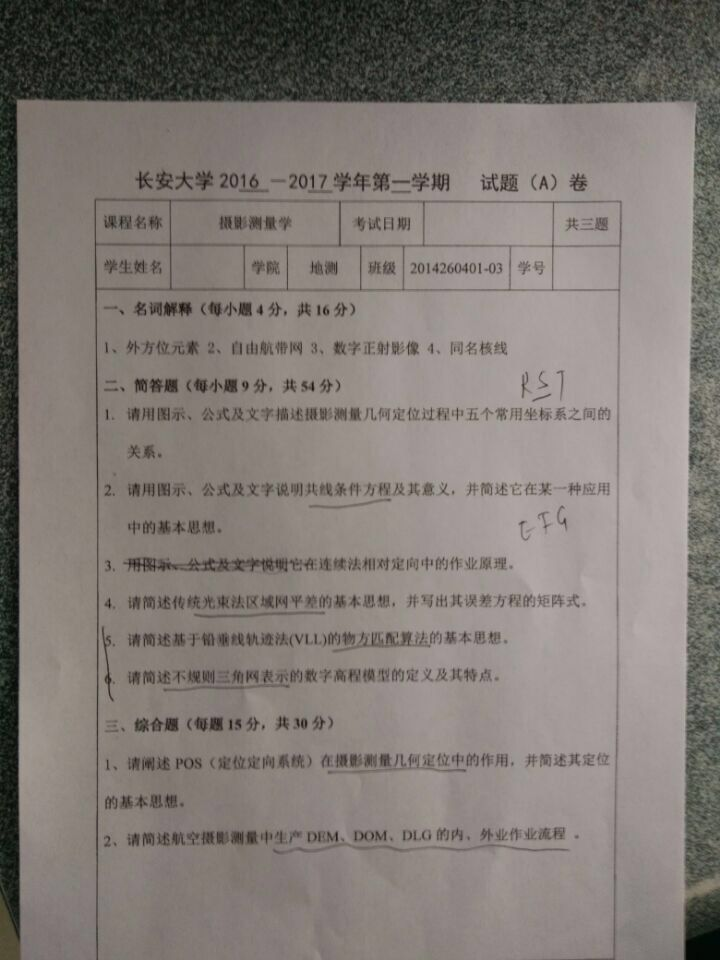 长安大学 2016 —2017 学年第一学期 试题（A）卷
课程名称 摄影测量学 考试日期 共三题
学生姓名 学院 地测 班级 2014260401-03 学号
一、名词解释（每小题 4 分，共 16 分）
1、外方位元素 2、自由航带网 3、数字正射影像 4、同名核线
二、简答题（每小题 9 分，共 54 分）
RST
1. 请用图示、公式及文字描述摄影测量几何定位过程中五个常用坐标系之间的
关系。
2. 请用图示、公式及文字说明共线条件方程及其意义，并简述它在某一种应用
中的基本思想。
EFG
3. 用图示、公式及文字说明它在连续法相对定向中的作业原理。
4. 请简述传统光束法区域网平差的基本思想，并写出其误差方程的矩阵式。
5. 请简述基于铅垂线轨迹法(VLL)的物方匹配算法的基本思想。
6. 请简述不规则三角网表示的数字高程模型的定义及其特点。
三、综合题（每题 15 分，共 30 分）
1、请阐述 POS（定位定向系统）在摄影测量几何定位中的作用，并简述其定位
的基本思想。
2、请简述航空摄影测量中生产 DEM、DOM、DLG 的内、外业作业流程 。